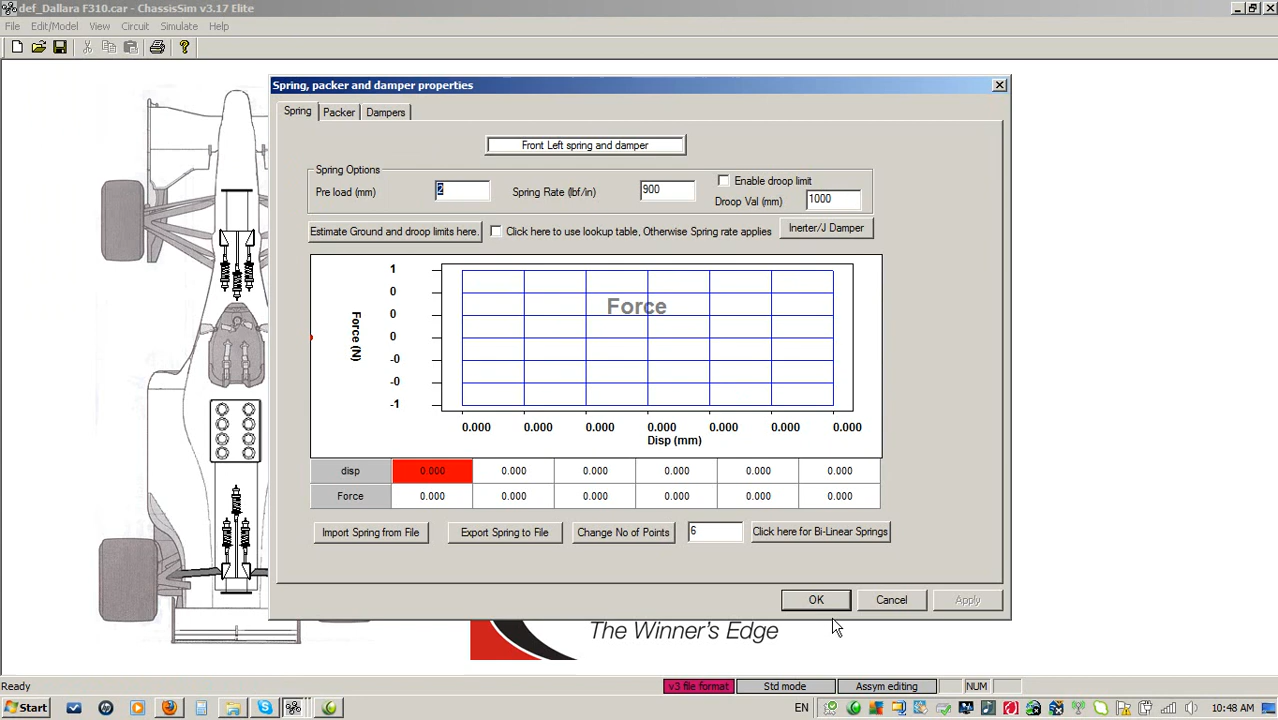 def_Dallara F310.car - ChassisSim v3.17 Elite
File Edit/Model View Circuit Simulate Help
Spring, packer and damper properties
Spring Packer Dampers
Front Left spring and damper
Spring Options
Pre load (mm) 2 Spring Rate (lbf/in) 900 Enable droop limit
Droop Val (mm) 1000
Estimate Ground and droop limits here. Click here to use lookup table, Otherwise Spring rate applies Inerter/J Damper
Force
Force (N)
1
0
0
0
-0
-0
-1
0.000 0.000 0.000 0.000 0.000 0.000 0.000
Disp (mm)
disp 0.000 0.000 0.000 0.000 0.000 0.000
Force 0.000 0.000 0.000 0.000 0.000 0.000
Import Spring from File Export Spring to File Change No of Points 6 Click here for Bi-Linear Springs
OK Cancel Apply
The Winner's Edge
Ready v3 file format Std mode Assym editing NUM
Start EN 10:48 AM